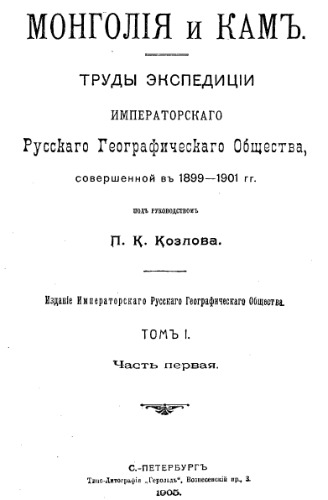 МОНГОЛІЯ и КАМЪ.
ТРУДЫ ЭКСПЕДИЦІИ
ИМПЕРАТОРСКАГО
Русскаго Географическаго Общества,
совершенной въ 1899—1901 гг.
подъ руководствомъ
П. К. Козлова.
Изданіе Императорскаго Русскаго Географическаго Общества.
ТОМЪ I.
Часть первая.
С.-ПЕТЕРБУРГЪ
Типо-Литографія „Герольдъ", Вознесенскій пр., 3.
1905.